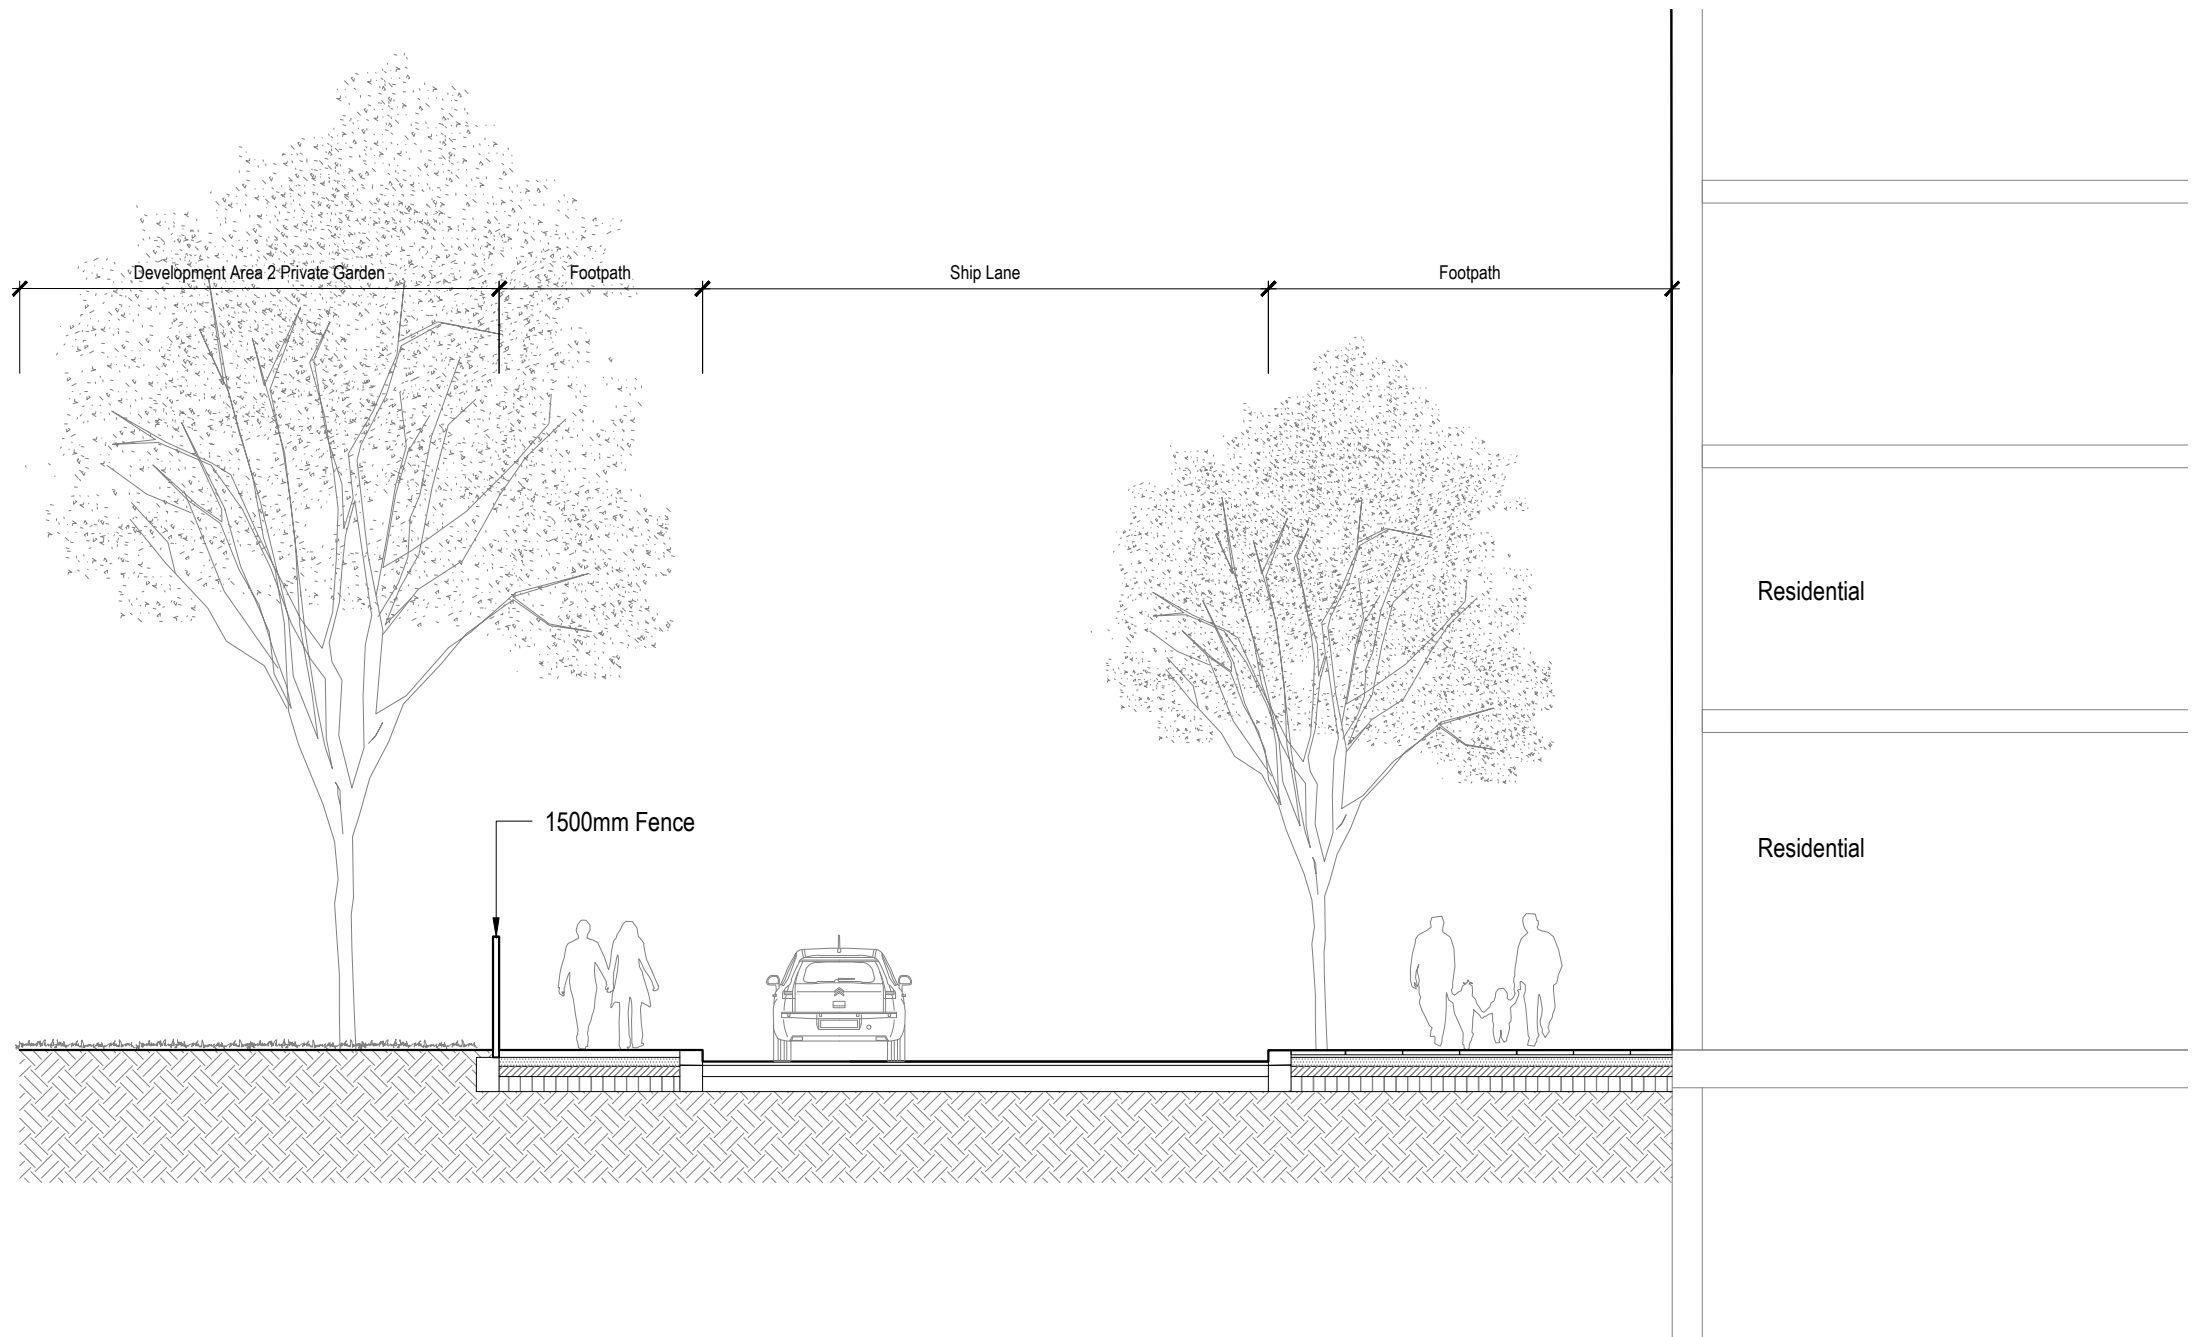 Development Area 2 Private Garden
Footpath
Ship Lane
Footpath
Residential
1500mm Fence
Residential